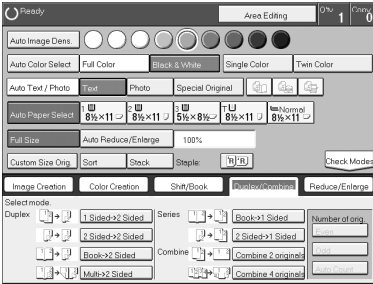 Ready
Area Editing
Qty 1
Copy 0
Auto Image Dens.
Auto Color Select Full Color Black & White Single Color Twin Color
Auto Text / Photo Text Photo Special Original
Auto Paper Select 1 8½×11 2 8½×11 3 5½×8½ T 8½×11 Normal 8½×11
Full Size Auto Reduce/Enlarge 100%
Custom Size Orig. Sort Stack Staple: R R Check Modes
Image Creation Color Creation Shift/Book Duplex/Combine Reduce/Enlarge
Select mode.
Duplex 1 Sided->2 Sided Series Book->1 Sided Number of orig.
2 Sided->2 Sided 2 Sided->1 Sided Even
Book->2 Sided Combine Combine 2 originals Odd
Multi->2 Sided Combine 4 originals Auto Count